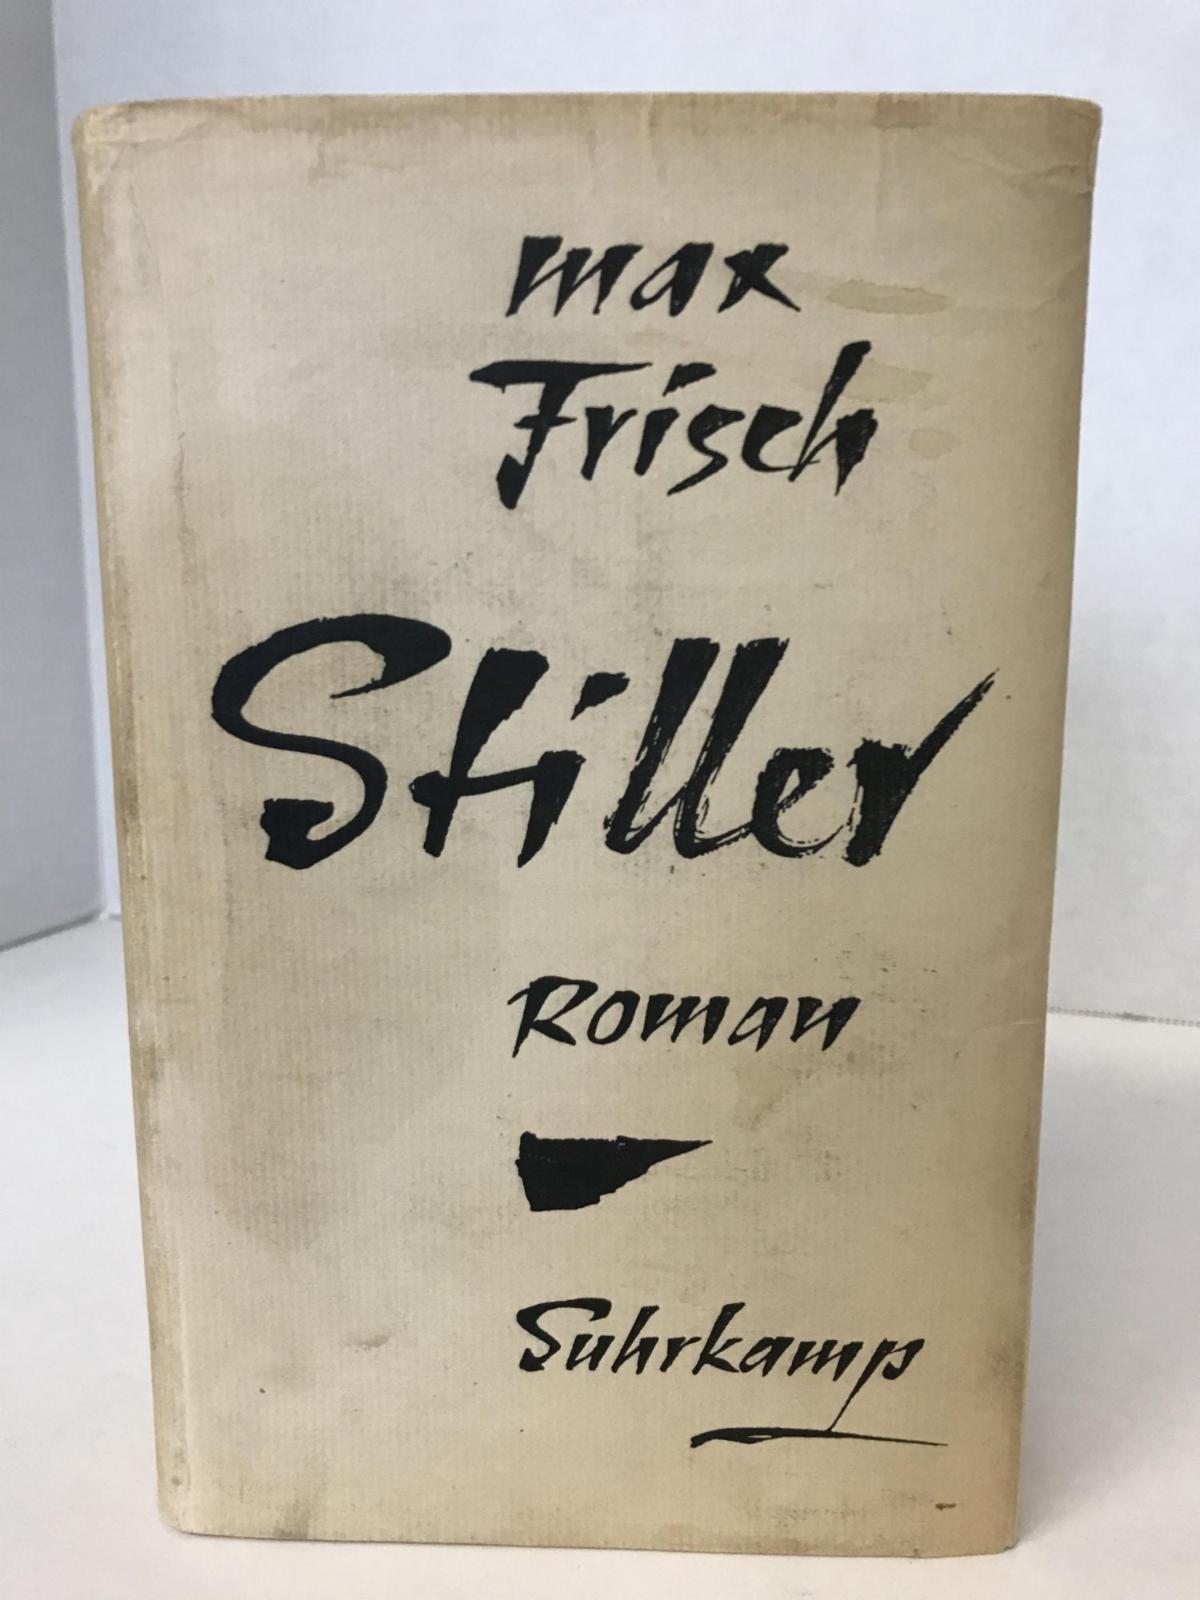 max
Frisch
Stiller
Roman
Suhrkamp